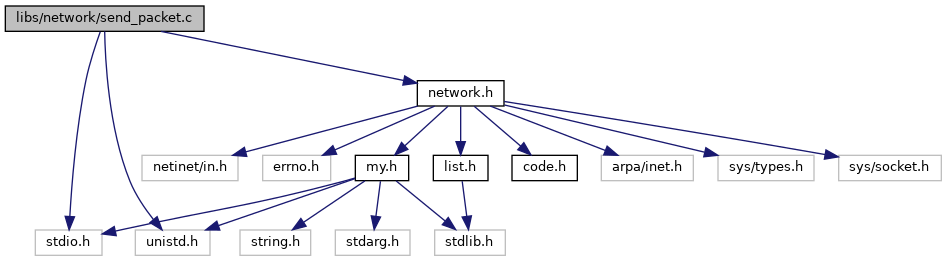 libs/network/send_packet.c
network.h
netinet/in.h
errno.h
my.h
list.h
code.h
arpa/inet.h
sys/types.h
sys/socket.h
stdio.h
unistd.h
string.h
stdarg.h
stdlib.h